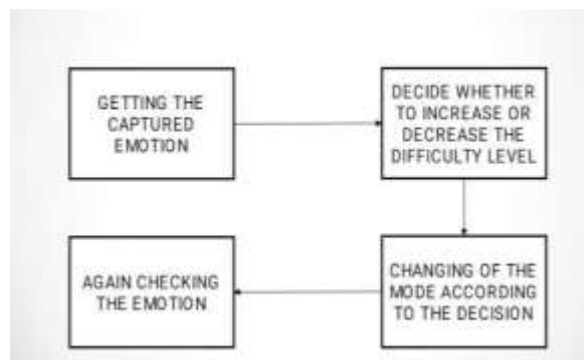 GETTING THE
CAPTURED
EMOTION
DECIDE WHETHER
TO INCREASE OR
DECREASE THE
DIFFICULTY LEVEL
CHANGING OF THE
MODE ACCORDING
TO THE DECISION
AGAIN CHECKING
THE EMOTION